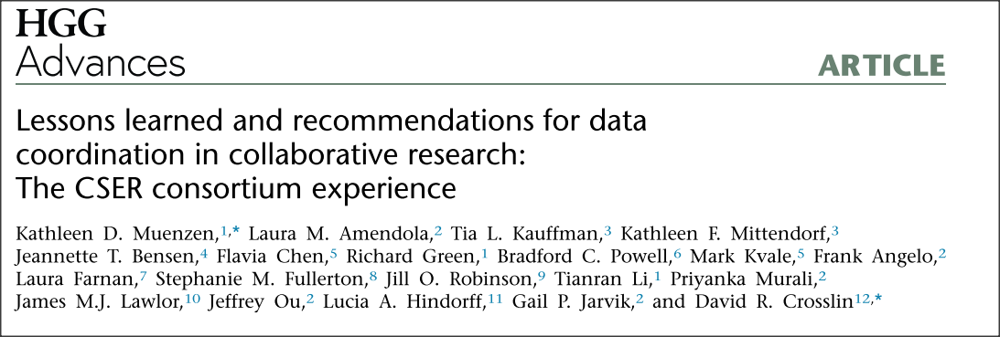 HGG
Advances
ARTICLE
Lessons learned and recommendations for data
coordination in collaborative research:
The CSER consortium experience
Kathleen D. Muenzen,1,* Laura M. Amendola,2 Tia L. Kauffman,3 Kathleen F. Mittendorf,3
Jeannette T. Bensen,4 Flavia Chen,5 Richard Green,1 Bradford C. Powell,6 Mark Kvale,5 Frank Angelo,2
Laura Farnan,7 Stephanie M. Fullerton,8 Jill O. Robinson,9 Tianran Li,1 Priyanka Murali,2
James M.J. Lawlor,10 Jeffrey Ou,2 Lucia A. Hindorff,11 Gail P. Jarvik,2 and David R. Crosslin12,*